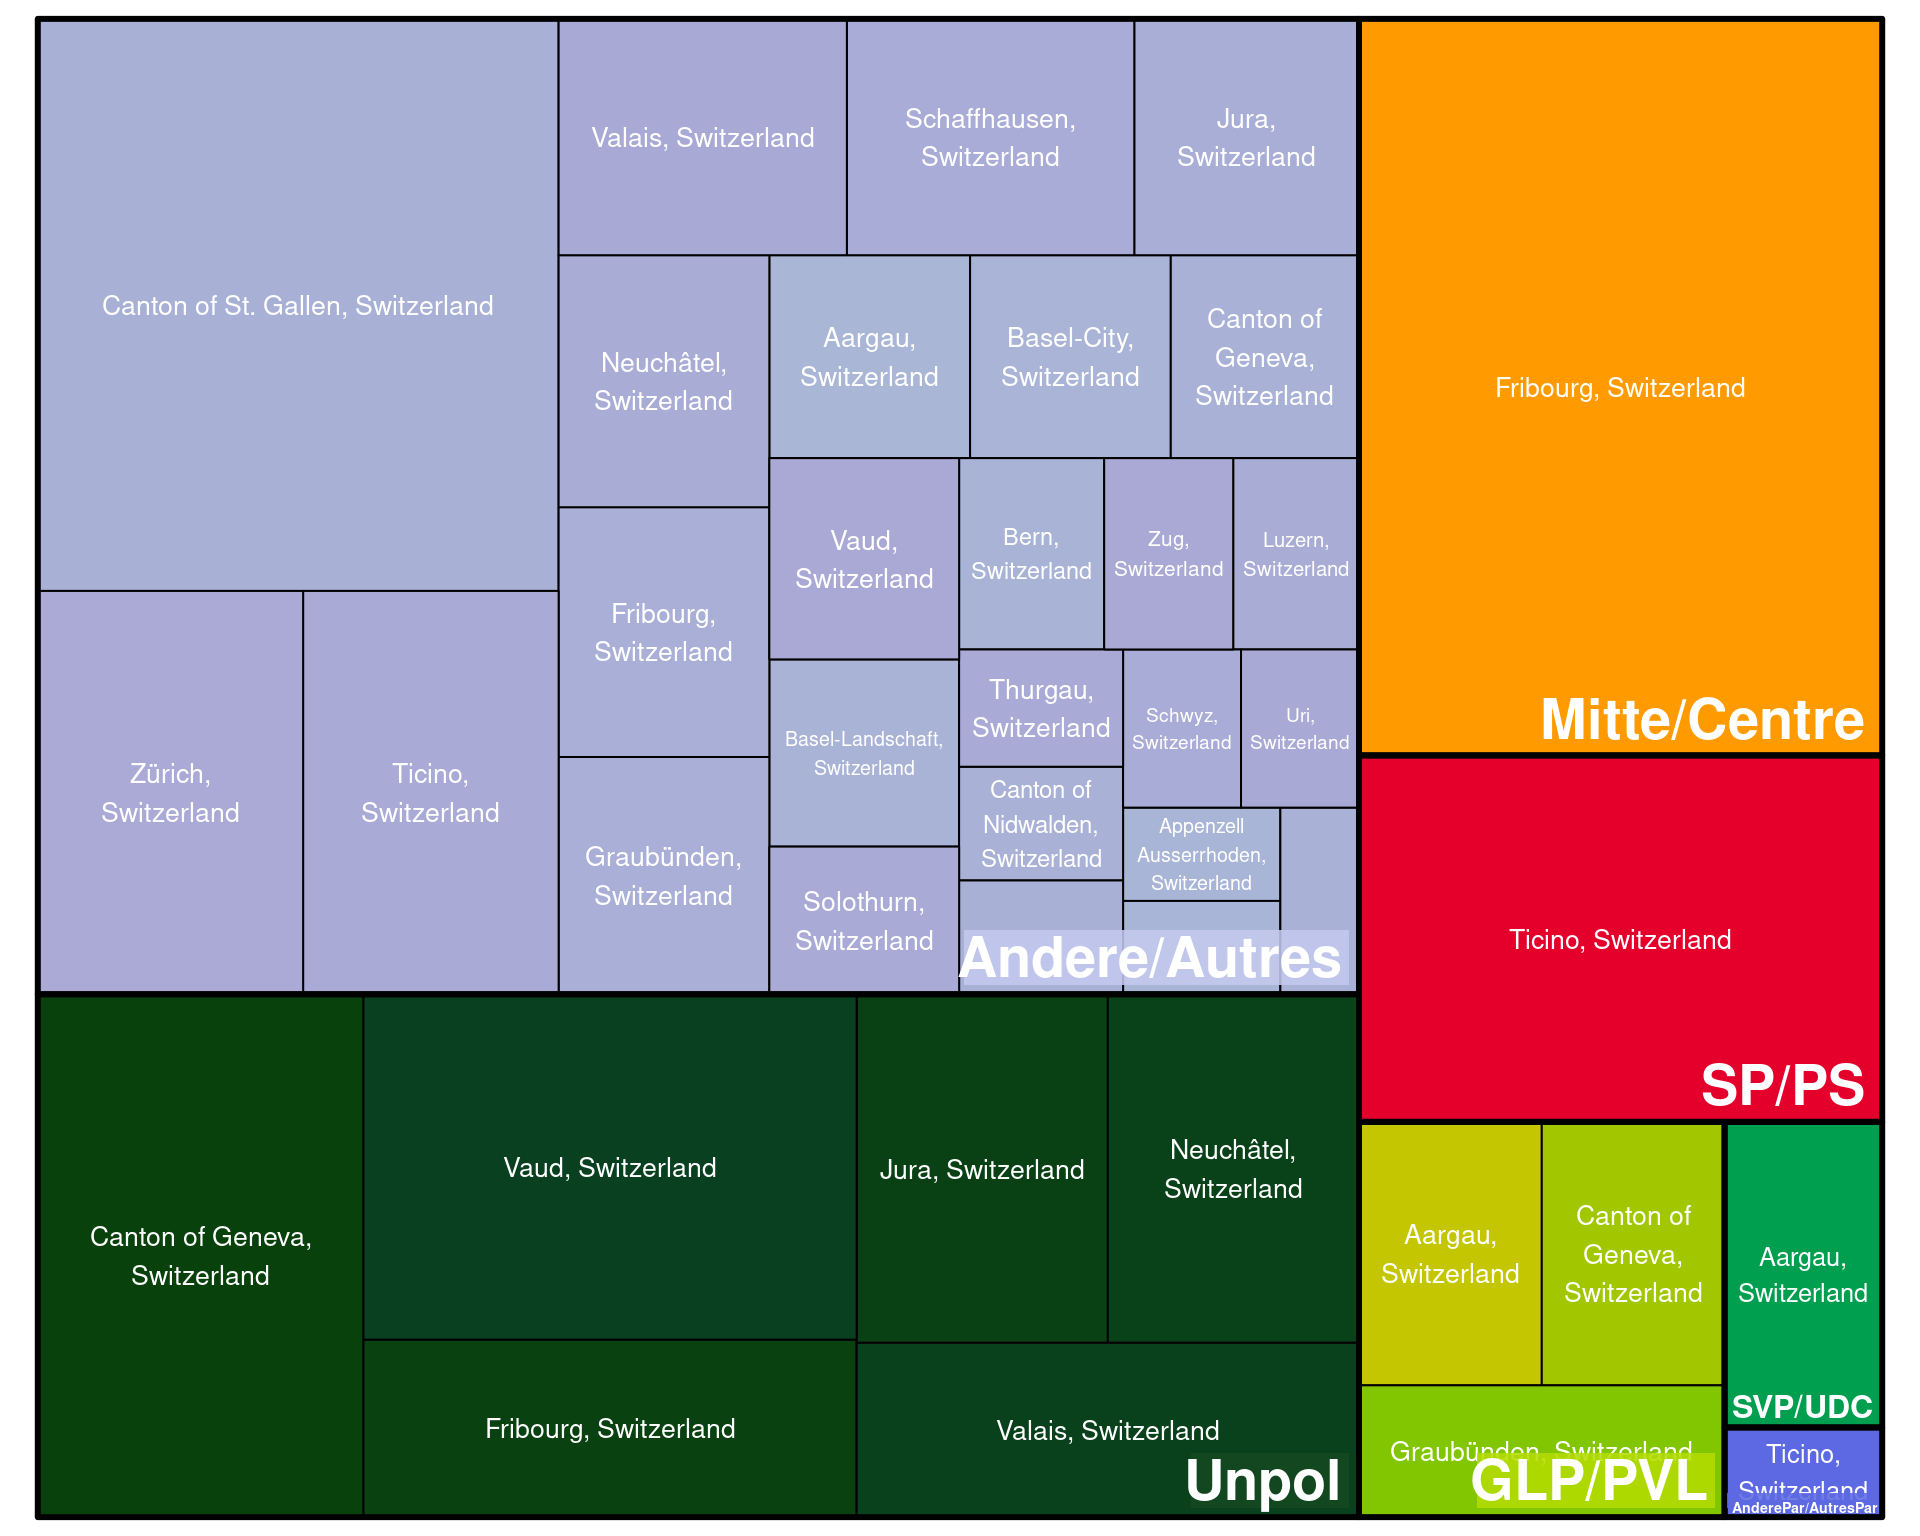 Canton of St. Gallen, Switzerland
Valais, Switzerland
Schaffhausen,
Switzerland
Jura,
Switzerland
Neuchâtel,
Switzerland
Aargau,
Switzerland
Basel-City,
Switzerland
Canton of
Geneva,
Switzerland
Zürich,
Switzerland
Ticino,
Switzerland
Fribourg,
Switzerland
Graubünden,
Switzerland
Vaud,
Switzerland
Bern,
Switzerland
Zug,
Switzerland
Luzern,
Switzerland
Basel-Landschaft,
Switzerland
Thurgau,
Switzerland
Schwyz,
Switzerland
Uri,
Switzerland
Canton of
Nidwalden,
Switzerland
Appenzell
Ausserrhoden,
Switzerland
Solothurn,
Switzerland
Andere/Autres
Canton of Geneva,
Switzerland
Vaud, Switzerland
Jura, Switzerland
Neuchâtel,
Switzerland
Fribourg, Switzerland
Valais, Switzerland
Unpol
Fribourg, Switzerland
Mitte/Centre
Ticino, Switzerland
SP/PS
Aargau,
Switzerland
Canton of
Geneva,
Switzerland
Graubünden, Switzerland
GLP/PVL
Aargau,
Switzerland
SVP/UDC
Ticino,
Switzerland
AnderePar/AutresPar